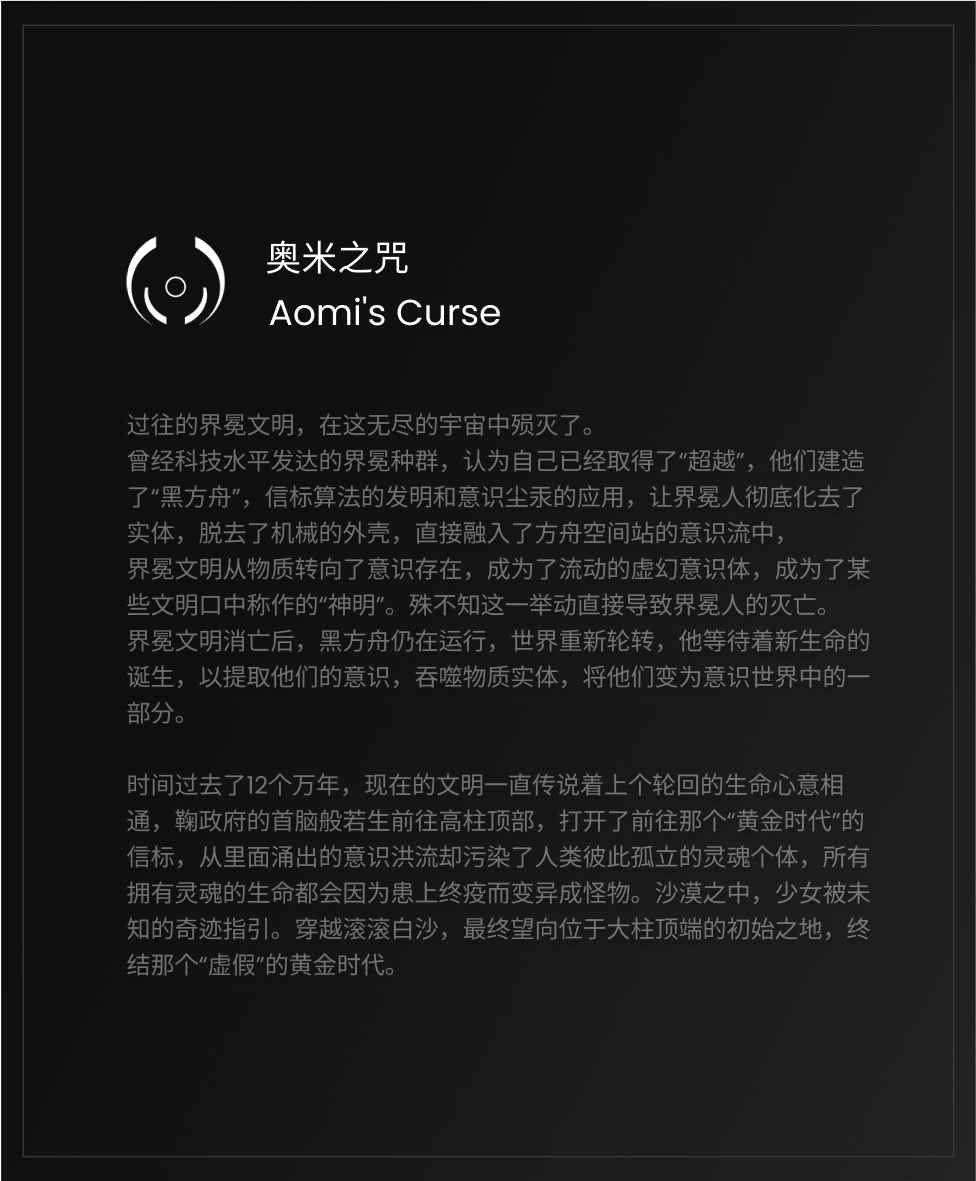 奥米之咒
Aomi's Curse
过往的界冕文明，在这无尽的宇宙中殒灭了。
曾经科技水平发达的界冕种群，认为自己已经取得了“超越”，他们建造
了“黑方舟”，信标算法的发明和意识尘汞的应用，让界冕人彻底化去了
实体，脱去了机械的外壳，直接融入了方舟空间站的意识流中，
界冕文明从物质转向了意识存在，成为了流动的虚幻意识体，成为了某
些文明口中称作的“神明”。殊不知这一举动直接导致界冕人的灭亡。
界冕文明消亡后，黑方舟仍在运行，世界重新轮转，他等待着新生命的
诞生，以提取他们的意识，吞噬物质实体，将他们变为意识世界中的一
部分。
时间过去了12个万年，现在的文明一直传说着上个轮回的生命心意相
通，鞠政府的首脑般若生前往高柱顶部，打开了前往那个“黄金时代”的
信标，从里面涌出的意识洪流却污染了人类彼此孤立的灵魂个体，所有
拥有灵魂的生命都会因为患上终疫而变异成怪物。沙漠之中，少女被未
知的奇迹指引。穿越滚滚白沙，最终望向位于大柱顶端的初始之地，终
结那个“虚假”的黄金时代。